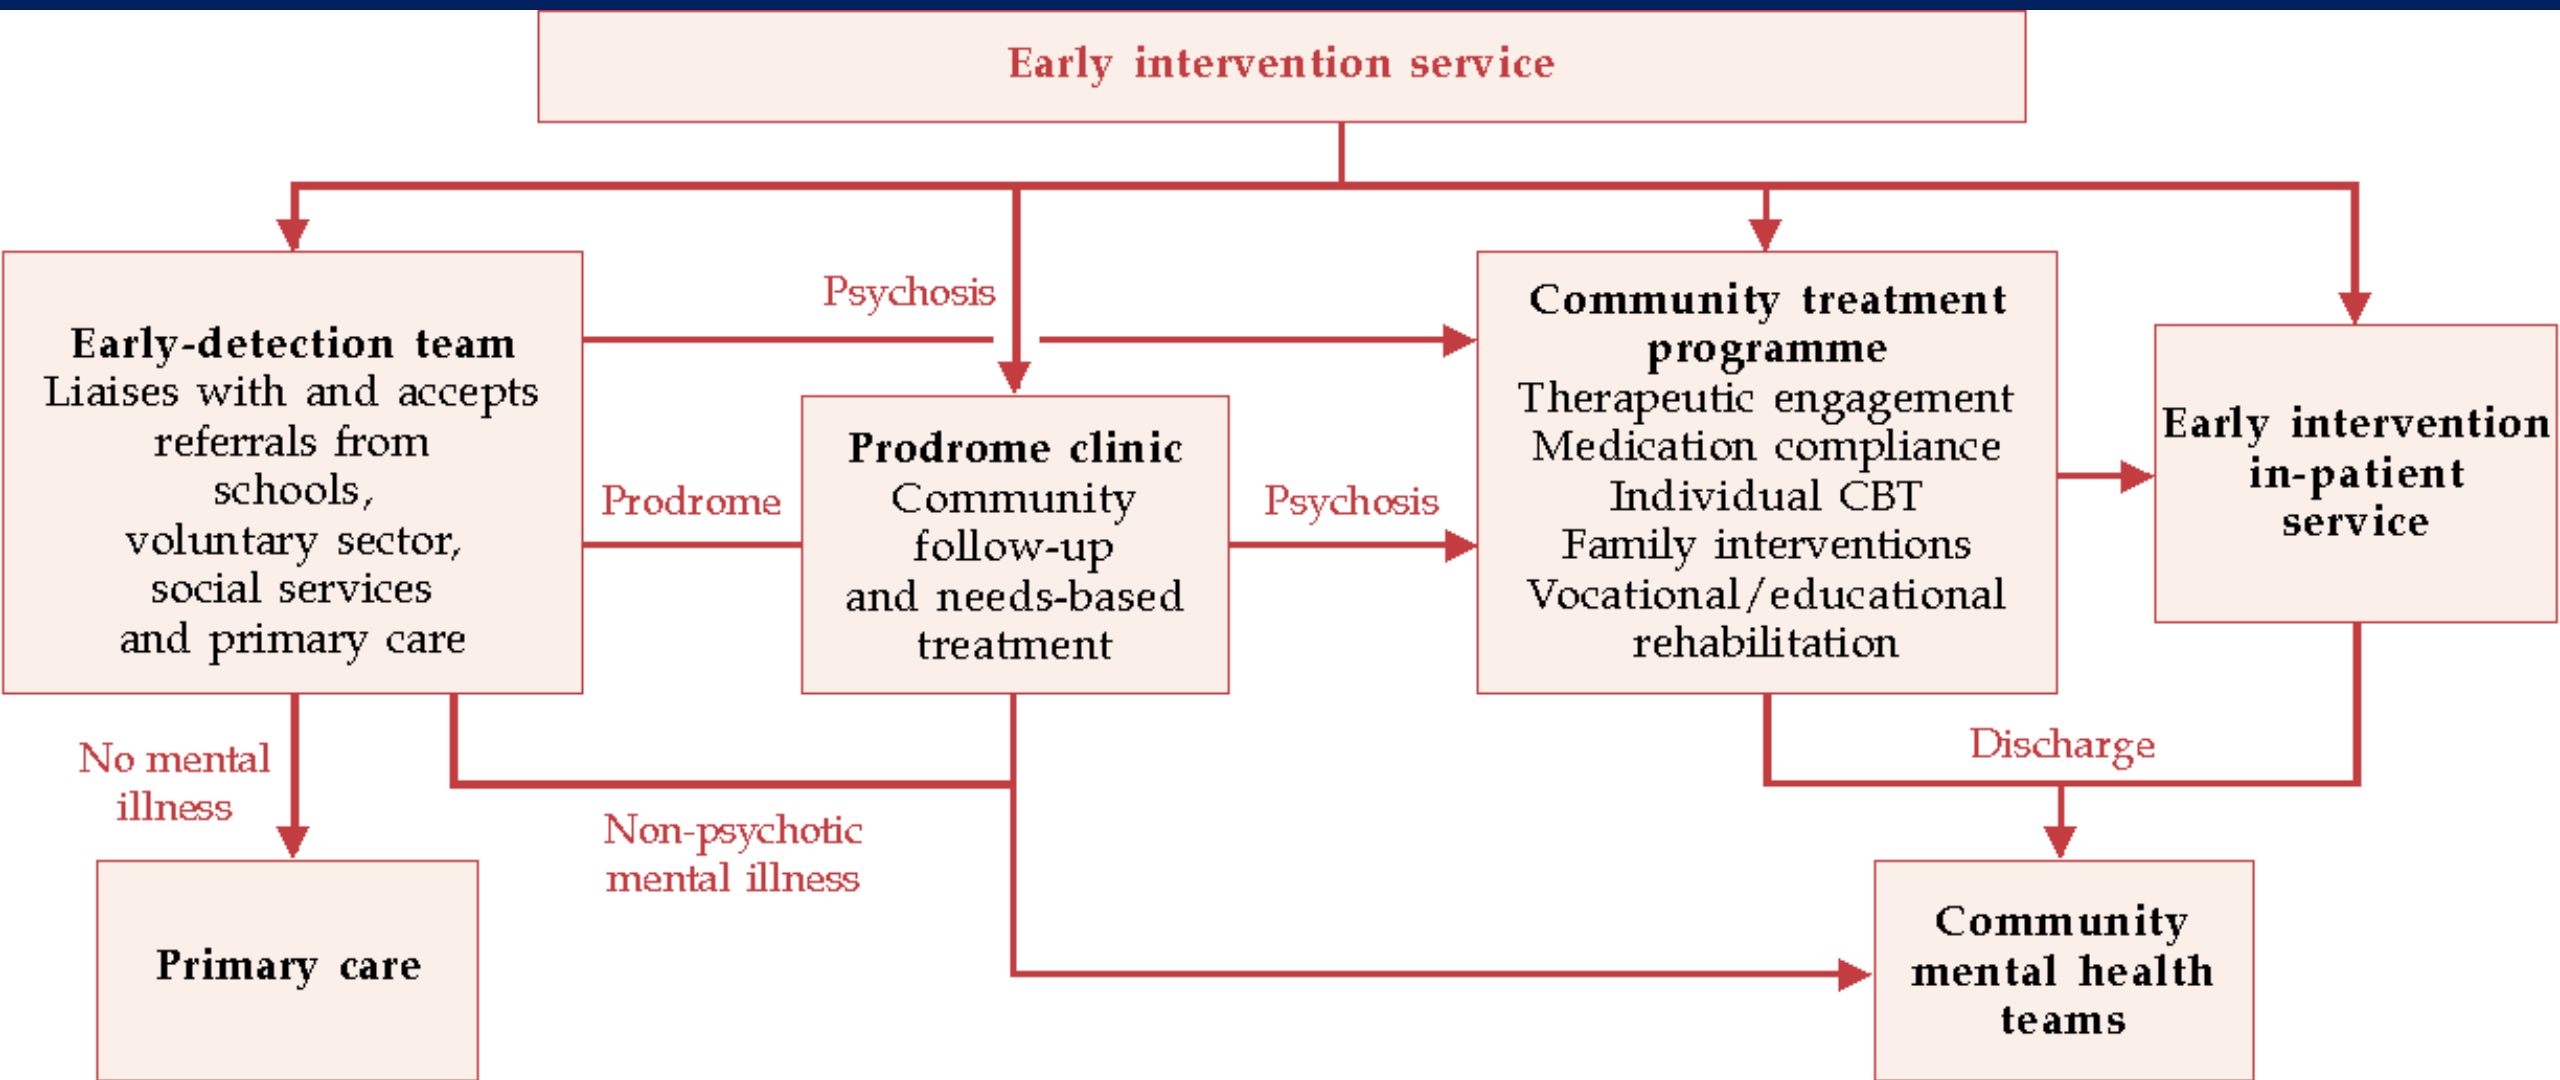 Early intervention service
Psychosis
Early-detection team
Liaises with and accepts
referrals from
schools,
voluntary sector,
social services
and primary care
Prodrome
Prodrome clinic
Community
follow-up
and needs-based
treatment
Psychosis
Community treatment
programme
Therapeutic engagement
Medication compliance
Individual CBT
Family interventions
Vocational/educational
rehabilitation
Early intervention
in-patient
service
No mental
illness
Non-psychotic
mental illness
Discharge
Primary care
Community
mental health
teams